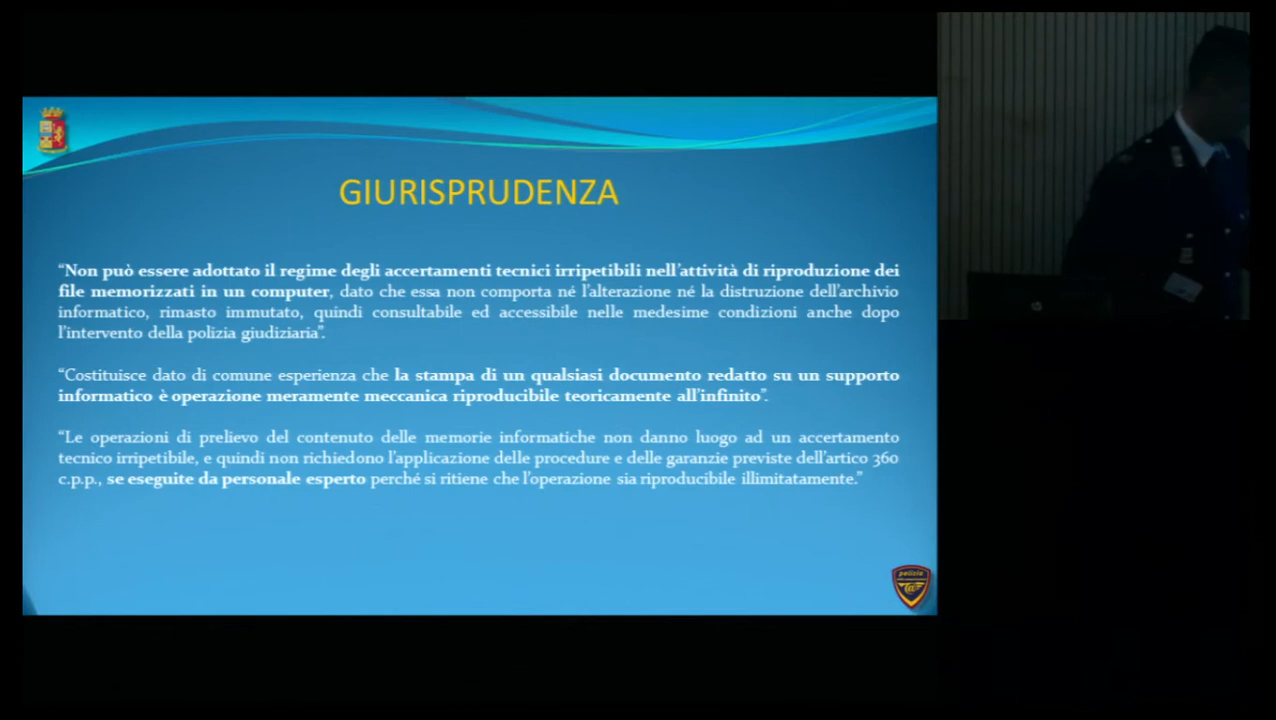 GIURISPRUDENZA
“Non può essere adottato il regime degli accertamenti tecnici irripetibili nell’attività di riproduzione dei
file memorizzati in un computer, dato che essa non comporta né l’alterazione né la distruzione dell’archivio
informatico, rimasto immutato, quindi consultabile ed accessibile nelle medesime condizioni anche dopo
l’intervento della polizia giudiziaria”.
“Costituisce dato di comune esperienza che la stampa di un qualsiasi documento redatto su un supporto
informatico è operazione meramente meccanica riproducibile teoricamente all’infinito”.
“Le operazioni di prelievo del contenuto delle memorie informatiche non danno luogo ad un accertamento
tecnico irripetibile, e quindi non richiedono l’applicazione delle procedure e delle garanzie previste dell’artico 360
c.p.p., se eseguite da personale esperto perché si ritiene che l’operazione sia riproducibile illimitatamente.”
polizia